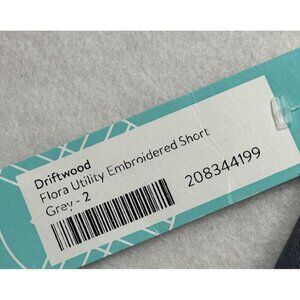 Driftwood
Flora Utility Embroidered Short
Grey - 2
208344199